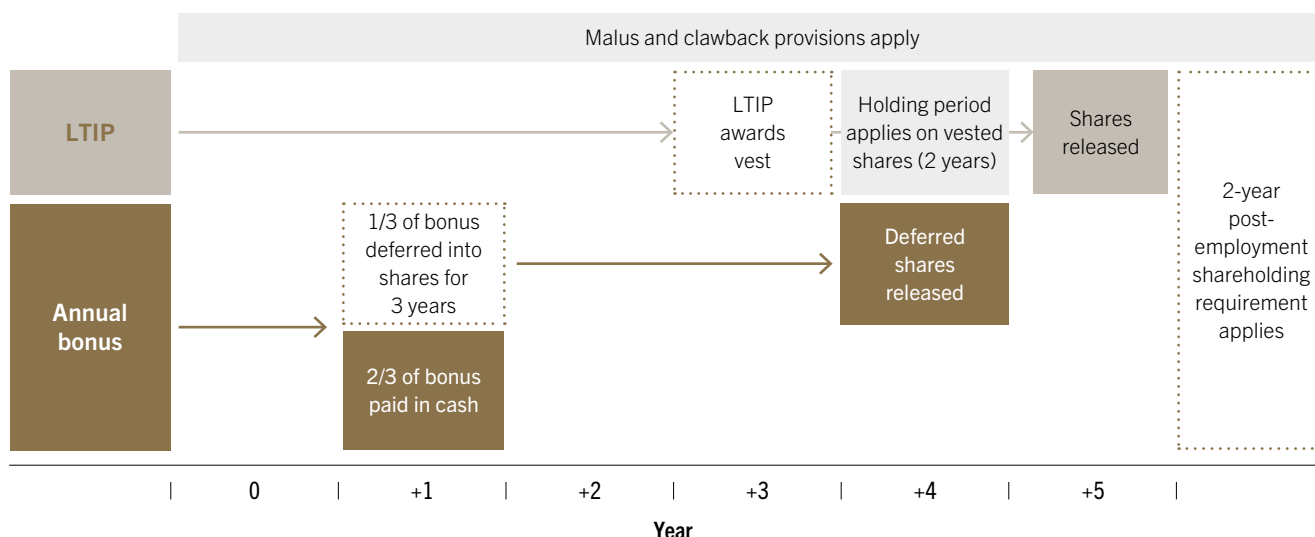 Malus and clawback provisions apply
LTIP
LTIP
awards
vest
Holding period
applies on vested
shares (2 years)
Shares
released
Annual
bonus
1/3 of bonus
deferred into
shares for
3 years
2/3 of bonus
paid in cash
Deferred
shares
released
2-year
post-
employment
shareholding
requirement
applies
0
+1
+2
+3
+4
+5
Year